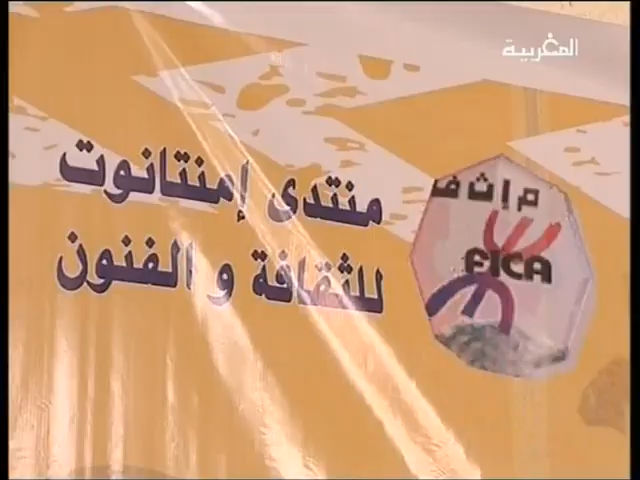 المغربية
منتدى إمنتانوت
للثقافة و الفنون
م إ ث ف
FICA